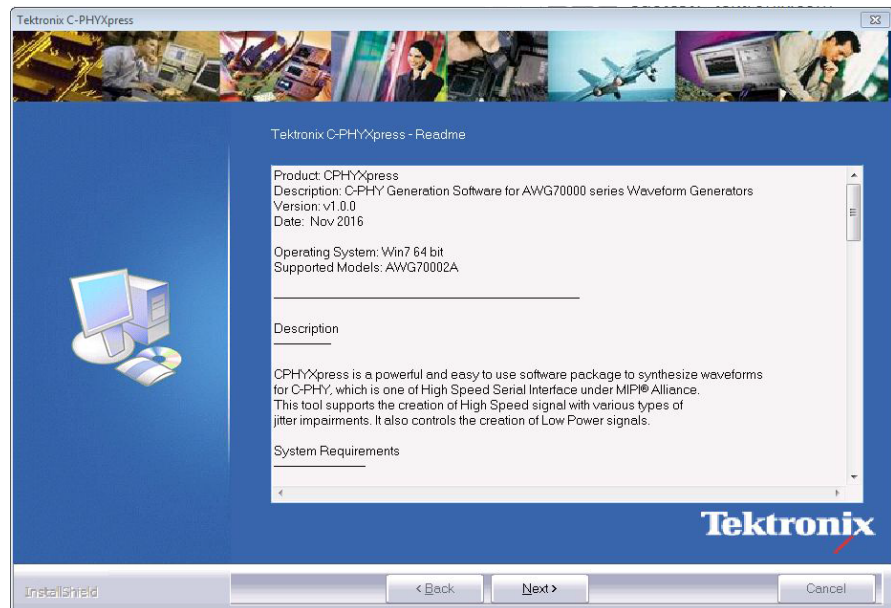 Tektronix C-PHYXpress
Tektronix C-PHYXpress - Readme
Product: CPHYXpress
Description: C-PHY Generation Software for AWG70000 series Waveform Generators
Version: v1.0.0
Date: Nov 2016
Operating System: Win7 64 bit
Supported Models: AWG70002A
Description
CPHYXpress is a powerful and easy to use software package to synthesize waveforms
for C-PHY, which is one of High Speed Serial Interface under MIPI® Alliance.
This tool supports the creation of High Speed signal with various types of
jitter impairments. It also controls the creation of Low Power signals.
System Requirements
Tektronix
InstallShield
< Back
Next >
Cancel